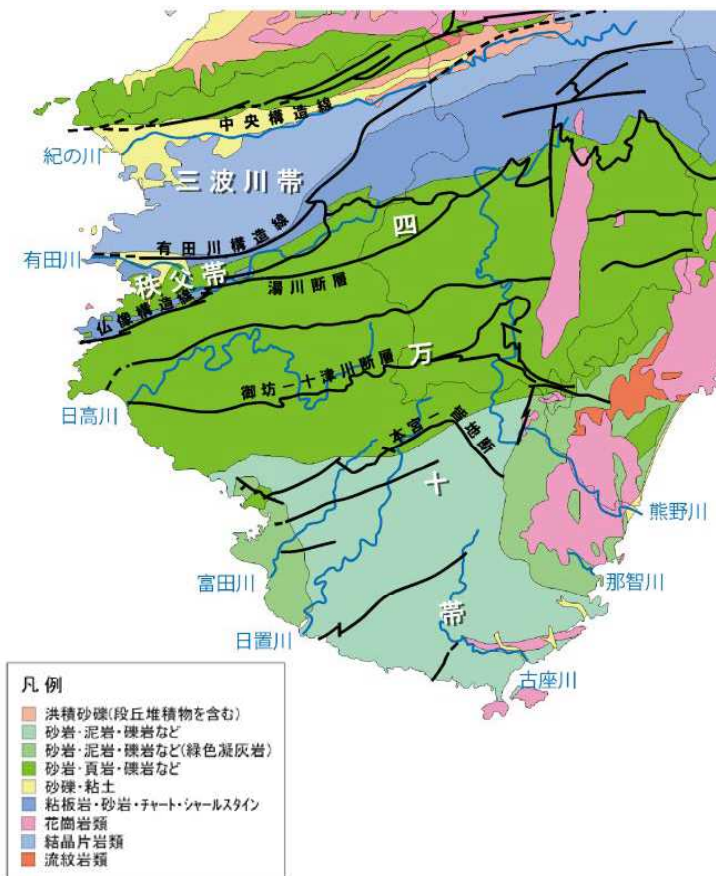 中央構造線
紀の川
三波川帯
有田川構造線
有田川
秩父帯
四
湯川断層
仏像構造線
万
御坊ー十津川断層
日高川
本宮ー皆地断
十
熊野川
富田川
那智川
日置川
帯
古座川
凡例
洪積砂礫(段丘堆積物を含む)
砂岩・泥岩・礫岩など
砂岩・泥岩・礫岩など(緑色凝灰岩)
砂岩・頁岩・礫岩など
砂礫・粘土
粘板岩・砂岩・チャート・シャールスタイン
花崗岩類
結晶片岩類
流紋岩類